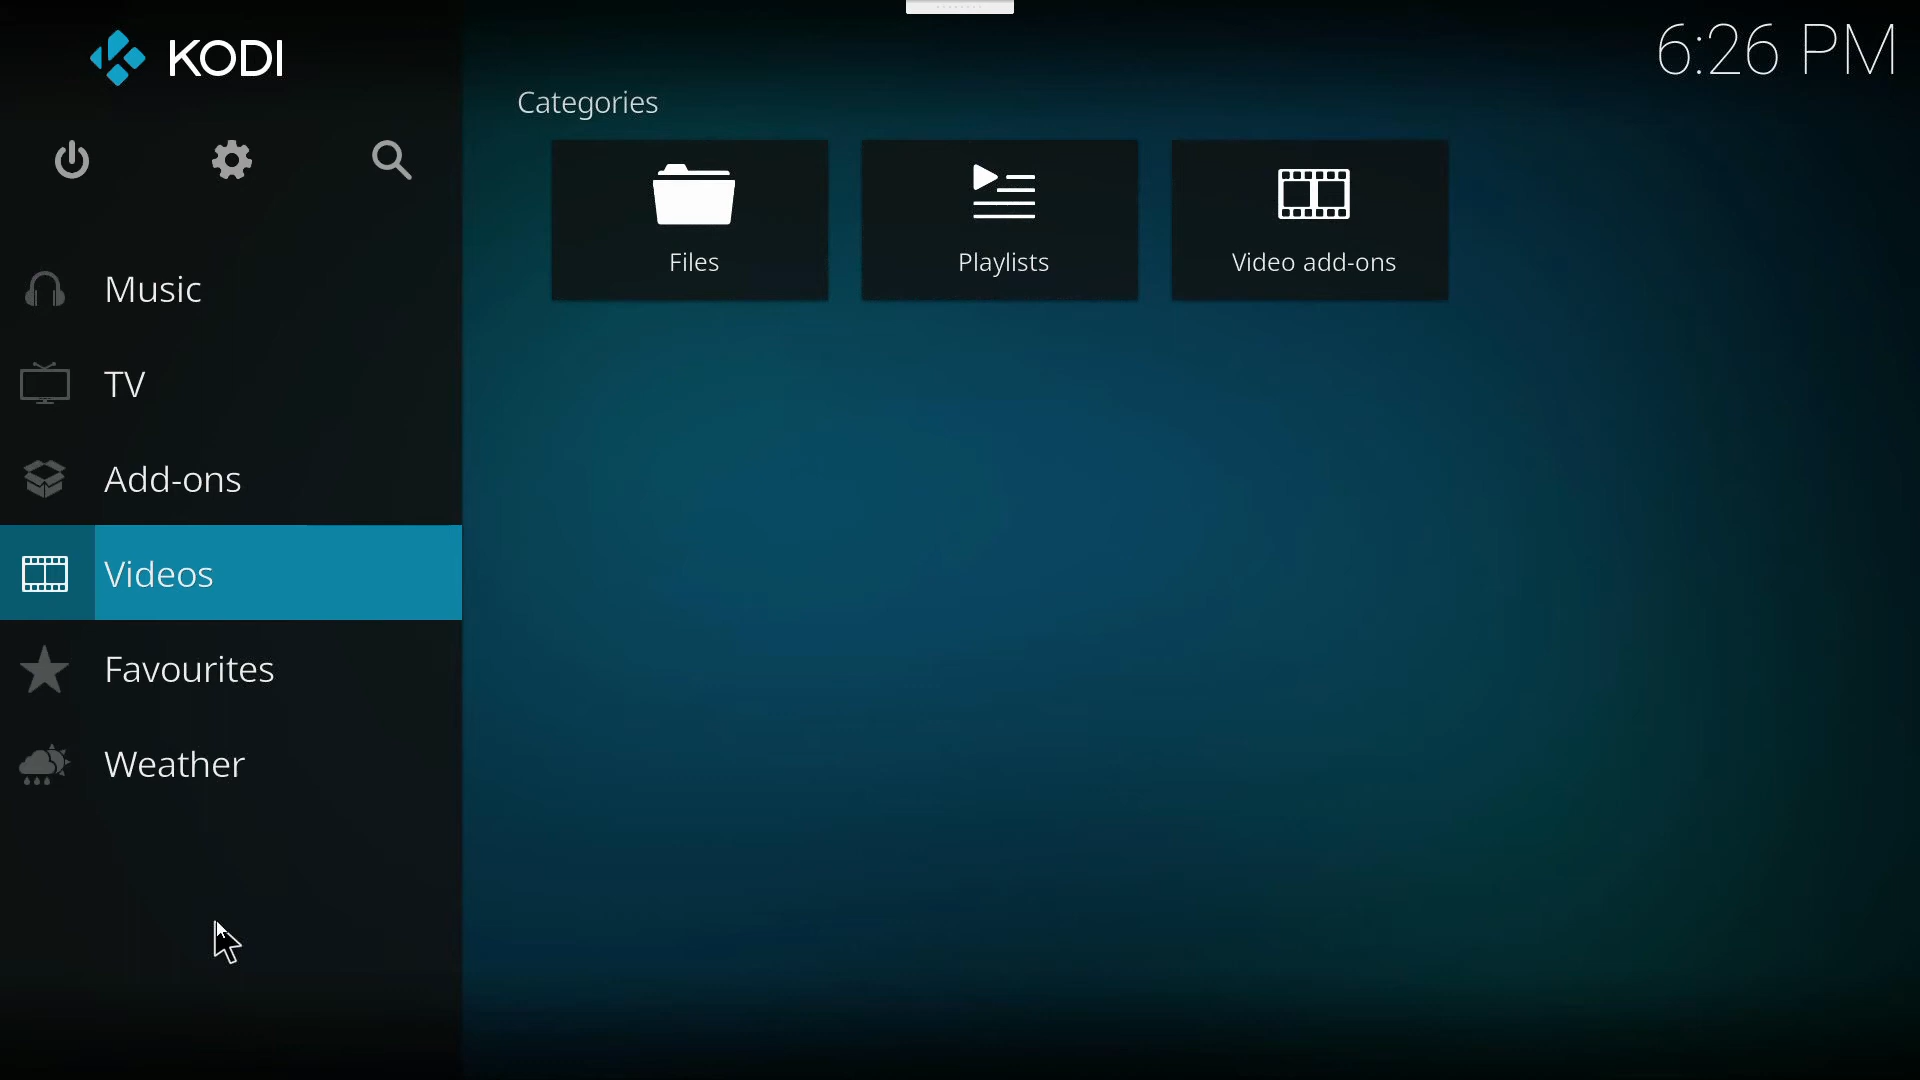 KODI
6:26 PM
Categories
Files
Playlists
Video add-ons
Music
TV
Add-ons
Videos
Favourites
Weather